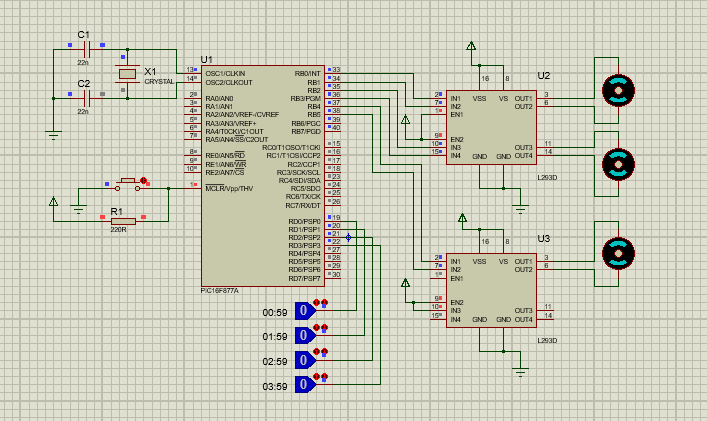 C1
22n
X1
CRYSTAL
C2
22n
R1
220R
U1
13 OSC1/CLKIN
14 OSC2/CLKOUT
2 RA0/AN0
3 RA1/AN1
4 RA2/AN2/VREF-/CVREF
5 RA3/AN3/VREF+
6 RA4/T0CKI/C1OUT
7 RA5/AN4/SS/C2OUT
8 RE0/AN5/RD
9 RE1/AN6/WR
10 RE2/AN7/CS
1 MCLR/Vpp/THV
RB0/INT 33
RB1 34
RB2 35
RB3/PGM 36
RB4 37
RB5 38
RB6/PGC 39
RB7/PGD 40
RC0/T1OSO/T1CKI 15
RC1/T1OSI/CCP2 16
RC2/CCP1 17
RC3/SCK/SCL 18
RC4/SDI/SDA 23
RC5/SDO 24
RC6/TX/CK 25
RC7/RX/DT 26
RD0/PSP0 19
RD1/PSP1 20
RD2/PSP2 21
RD3/PSP3 22
RD4/PSP4 27
RD5/PSP5 28
RD6/PSP6 29
RD7/PSP7 30
PIC16F877A
00:59 0
01:59 0
02:59 0
03:59 0
U2
16 8
VSS VS
2 IN1 OUT1 3
7 IN2 OUT2 6
1 EN1
9 EN2
10 IN3 OUT3 11
15 IN4 GND GND OUT4 14
L293D
U3
16 8
VSS VS
2 IN1 OUT1 3
7 IN2 OUT2 6
1 EN1
9 EN2
10 IN3 OUT3 11
15 IN4 GND GND OUT4 14
L293D